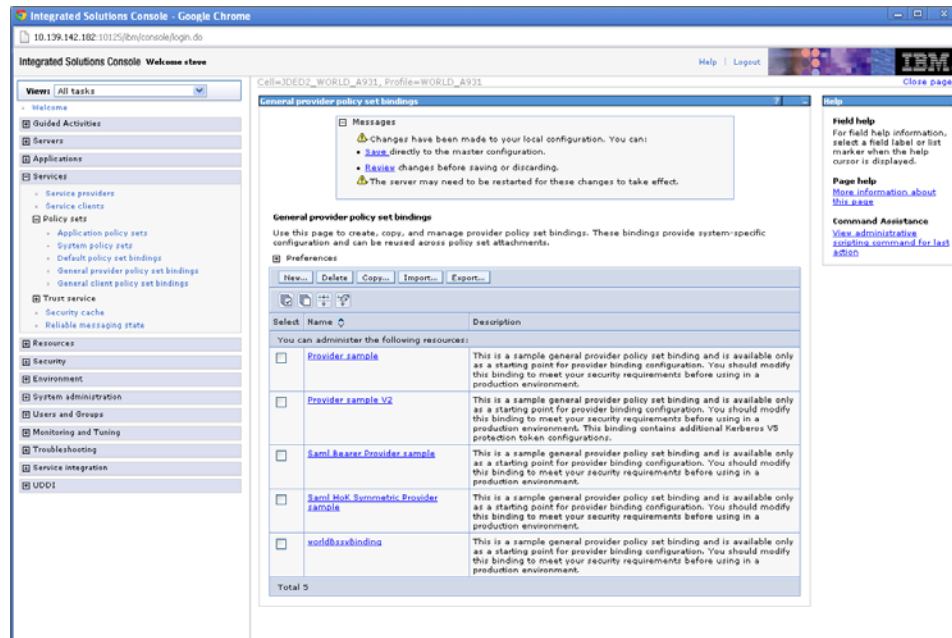 Integrated Solutions Console - Google Chrome
10.139.142.182:10125/ibm/console/login.do
Integrated Solutions Console Welcome steve
Help | Logout
IBM
View: All tasks
Welcome
Guided Activities
Servers
Applications
Services
Service providers
Service clients
Policy sets
Application policy sets
System policy sets
Default policy set bindings
General provider policy set bindings
General client policy set bindings
Trust service
Security cache
Reliable messaging state
Resources
Security
Environment
System administration
Users and Groups
Monitoring and Tuning
Troubleshooting
Service integration
UDDI
Cell=JDED2_WORLD_A931, Profile=WORLD_A931
Close page
General provider policy set bindings
?
Messages
Changes have been made to your local configuration. You can:
Save directly to the master configuration.
Review changes before saving or discarding.
The server may need to be restarted for these changes to take effect.
General provider policy set bindings
Use this page to create, copy, and manage provider policy set bindings. These bindings provide system-specific
configuration and can be reused across policy set attachments.
Preferences
New... Delete Copy... Import... Export...
Select Name Description
You can administer the following resources:
Provider sample
This is a sample general provider policy set binding and is available only
as a starting point for provider binding configuration. You should modify
this binding to meet your security requirements before using in a
production environment.
Provider sample V2
This is a sample general provider policy set binding and is available only
as a starting point for provider binding configuration. You should modify
this binding to meet your security requirements before using in a
production environment. This binding contains additional Kerberos V5
protection token configurations.
Saml Bearer Provider sample
This is a sample general provider policy set binding and is available only
as a starting point for provider binding configuration. You should modify
this binding to meet your security requirements before using in a
production environment.
Saml HoK Symmetric Provider
sample
This is a sample general provider policy set binding and is available only
as a starting point for provider binding configuration. You should modify
this binding to meet your security requirements before using in a
production environment.
This is a sample general provider policy set binding and is available only
as a starting point for provider binding configuration. You should modify
this binding to meet your security requirements before using in a
production environment.
Total 5
Help
Field help
For field help information,
select a field label or list
marker when the help
cursor is displayed.
Page help
More information about
this page
Command Assistance
View administrative
scripting command for last
action